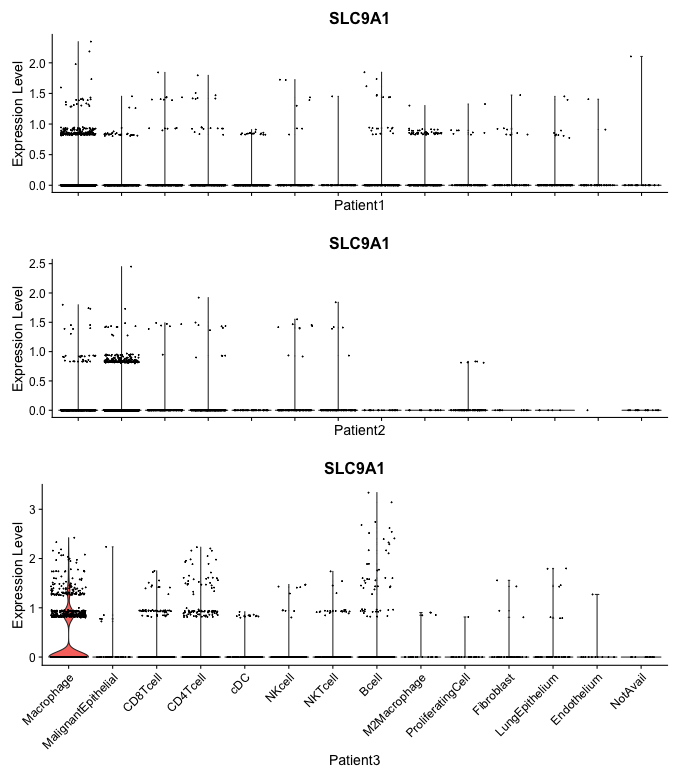 SLC9A1
Expression Level
2.0
1.5
1.0
0.5
0.0
Patient1
SLC9A1
Expression Level
2.5
2.0
1.5
1.0
0.5
0.0
Patient2
SLC9A1
Expression Level
3
2
1
0
Macrophage
MalignantEpithelial
CD8Tcell
CD4Tcell
cDC
NKcell
NKTcell
Bcell
M2Macrophage
ProliferatingCell
Fibroblast
LungEpithelium
Endothelium
NotAvail
Patient3